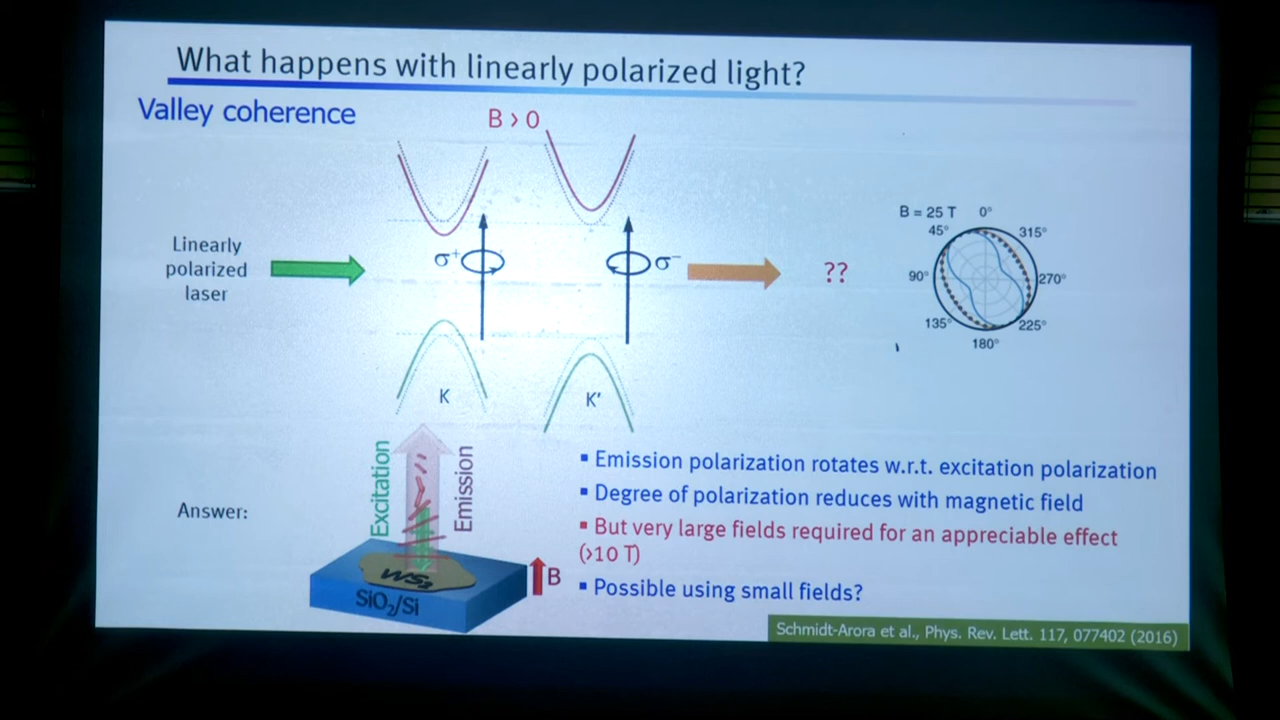 What happens with linearly polarized light?
Valley coherence
B > 0
Linearly
polarized
laser
σ+
σ−
??
K
K'
B = 25 T
0°
45°
315°
90°
270°
135°
225°
180°
Answer:
Excitation
Emission
WS₂
SiO₂/Si
B
▪ Emission polarization rotates w.r.t. excitation polarization
▪ Degree of polarization reduces with magnetic field
▪ But very large fields required for an appreciable effect
(>10 T)
▪ Possible using small fields?
Schmidt-Arora et al., Phys. Rev. Lett. 117, 077402 (2016)